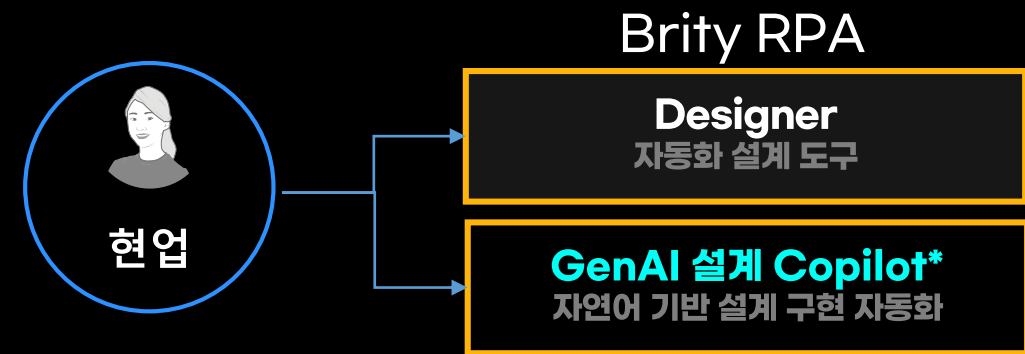 Brity RPA
Designer
자동화 설계 도구
현업
GenAI 설계 Copilot*
자연어 기반 설계 구현 자동화